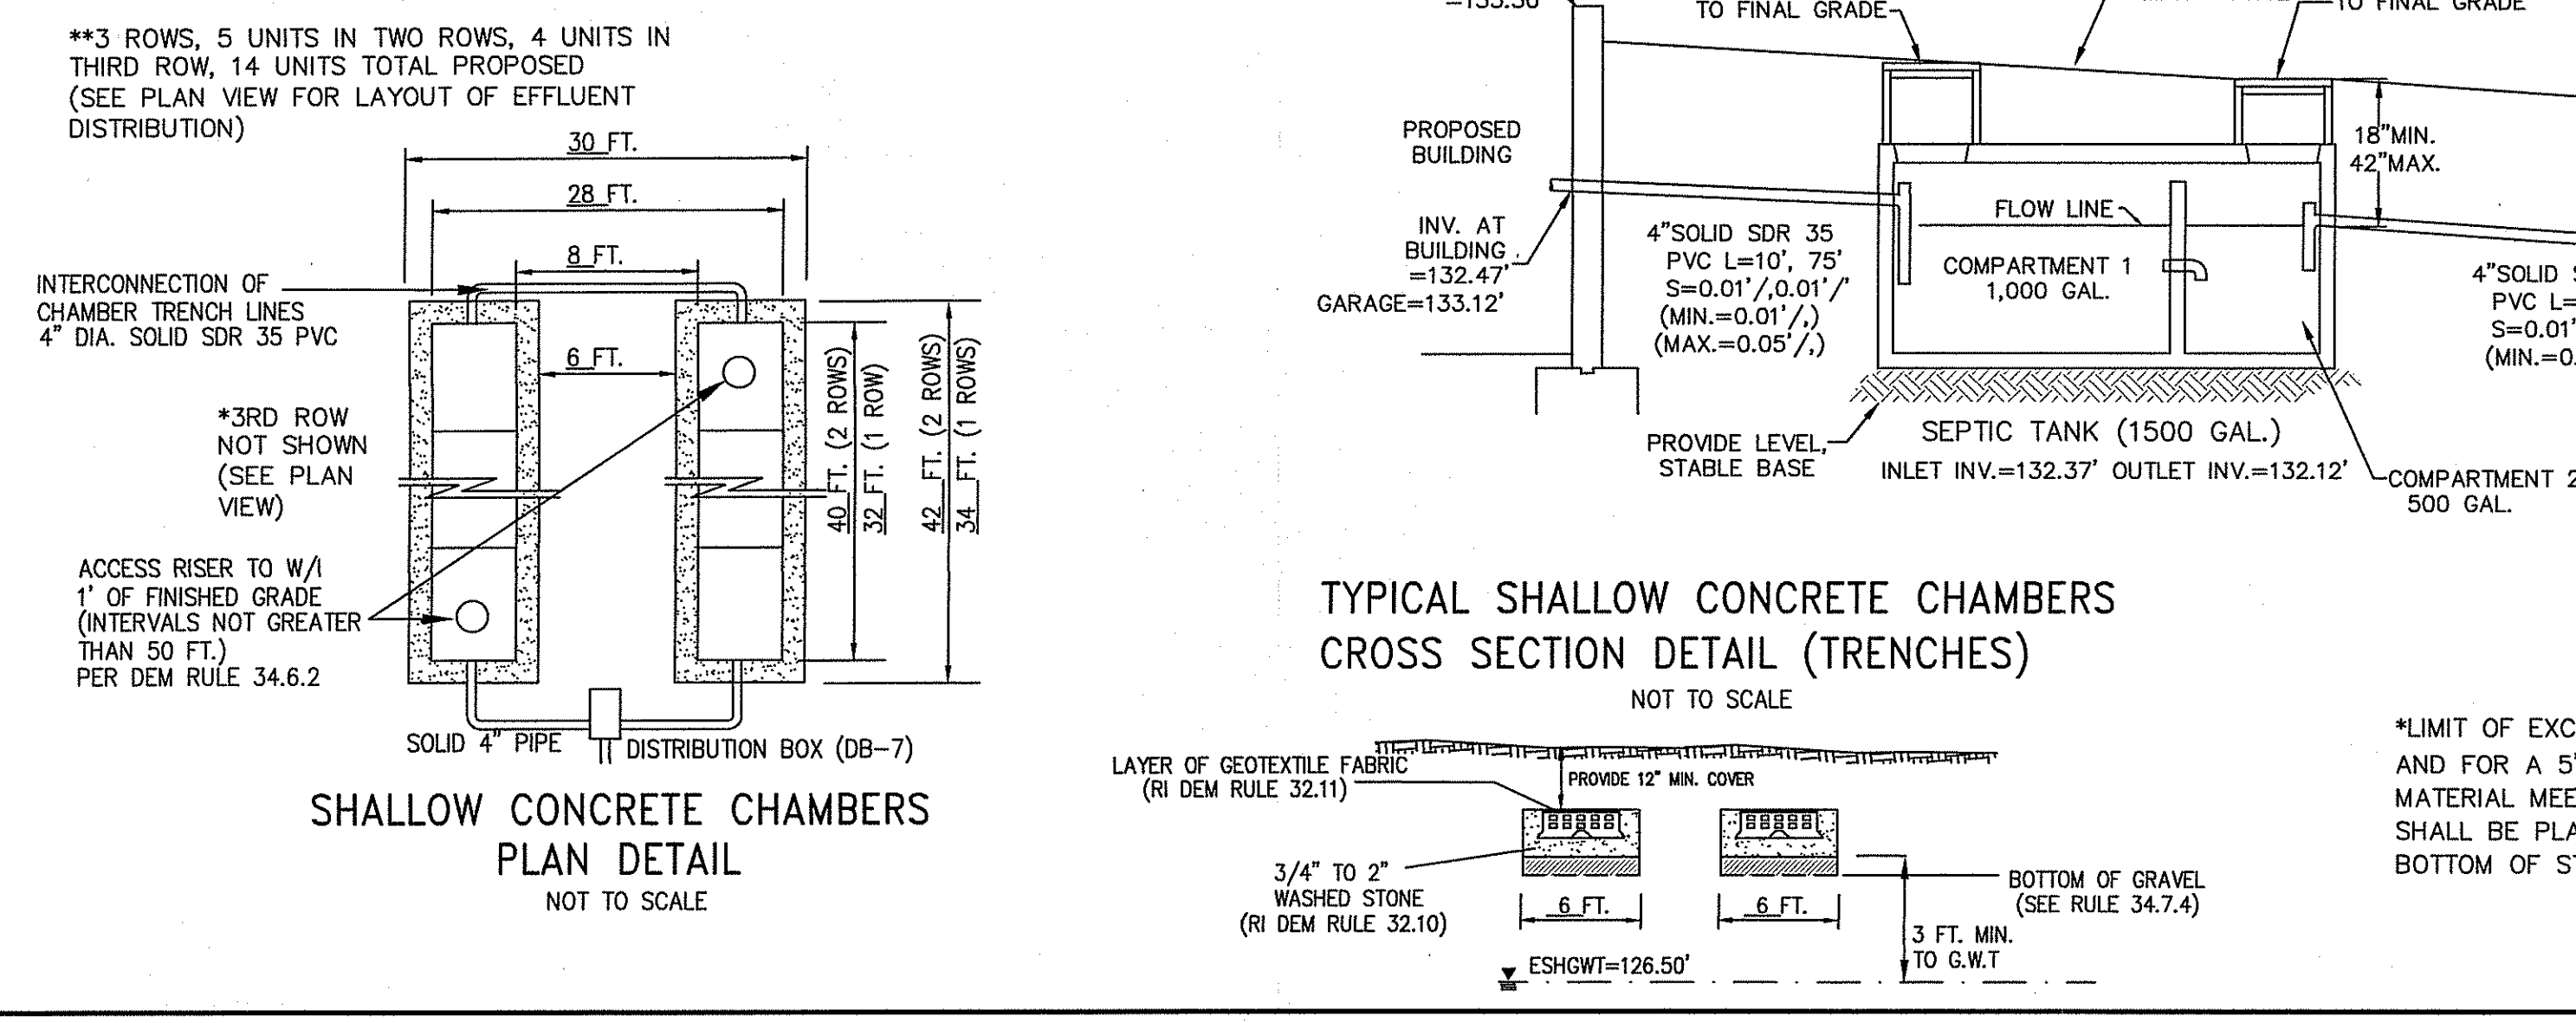 **3 ROWS, 5 UNITS IN TWO ROWS, 4 UNITS IN
THIRD ROW, 14 UNITS TOTAL PROPOSED
(SEE PLAN VIEW FOR LAYOUT OF EFFLUENT
DISTRIBUTION)
30 FT.
28 FT.
8 FT.
INTERCONNECTION OF
CHAMBER TRENCH LINES
4" DIA. SOLID SDR 35 PVC
6 FT.
*3RD ROW
NOT SHOWN
(SEE PLAN
VIEW)
40 FT. (2 ROWS)
32 FT. (1 ROW)
42 FT. (2 ROWS)
34 FT. (1 ROWS)
ACCESS RISER TO W/I
1' OF FINISHED GRADE
(INTERVALS NOT GREATER
THAN 50 FT.)
PER DEM RULE 34.6.2
SOLID 4" PIPE
DISTRIBUTION BOX (DB-7)
SHALLOW CONCRETE CHAMBERS
PLAN DETAIL
NOT TO SCALE
TO FINAL GRADE
TO FINAL GRADE
PROPOSED
BUILDING
18"MIN.
42"MAX.
INV. AT
BUILDING
=132.47'
GARAGE=133.12'
4"SOLID SDR 35
PVC L=10', 75'
S=0.01'/,0.01'/'
(MIN.=0.01'/,)
(MAX.=0.05'/,)
FLOW LINE
COMPARTMENT 1
1,000 GAL.
4"SOLID S
PVC L=
S=0.01'
(MIN.=0.
PROVIDE LEVEL,
STABLE BASE
SEPTIC TANK (1500 GAL.)
INLET INV.=132.37' OUTLET INV.=132.12'
COMPARTMENT 2
500 GAL.
TYPICAL SHALLOW CONCRETE CHAMBERS
CROSS SECTION DETAIL (TRENCHES)
NOT TO SCALE
LAYER OF GEOTEXTILE FABRIC
(RI DEM RULE 32.11)
PROVIDE 12" MIN. COVER
3/4" TO 2"
WASHED STONE
(RI DEM RULE 32.10)
6 FT.
6 FT.
BOTTOM OF GRAVEL
(SEE RULE 34.7.4)
3 FT. MIN.
TO G.W.T
ESHGWT=126.50'
*LIMIT OF EXC
AND FOR A 5'
MATERIAL MEE
SHALL BE PLA
BOTTOM OF ST